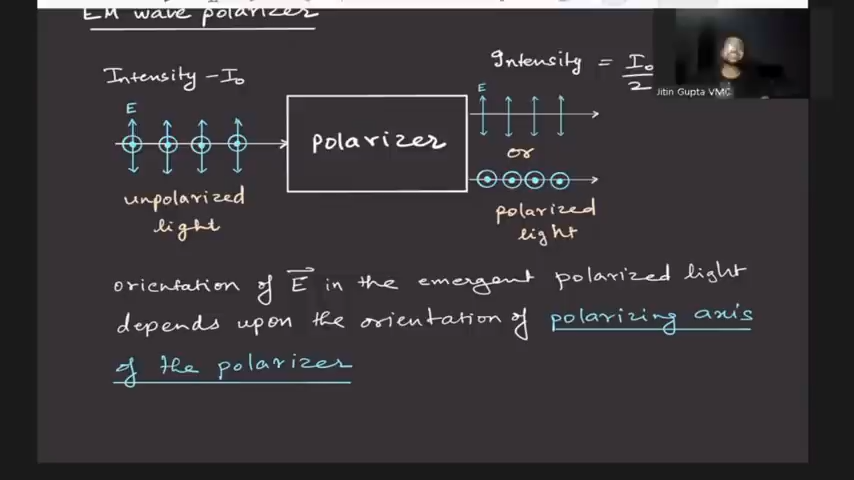 EM wave polarizer
Intensity - I₀
Intensity = I₀/2
Jitin Gupta VMC
E
E
polarizer
or
unpolarized
light
polarized
light
orientation of E⃗ in the emergent polarized light
depends upon the orientation of polarizing axis
of the polarizer